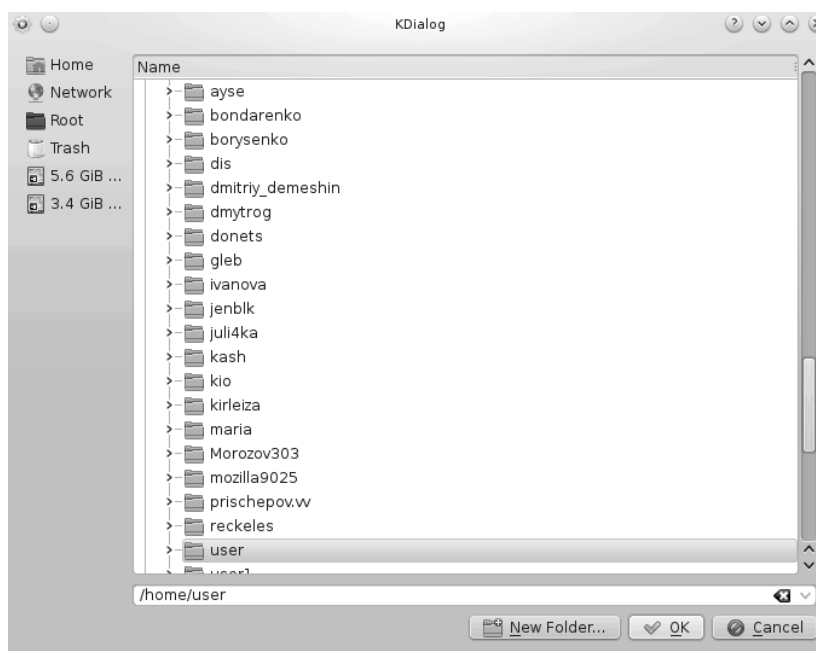 KDialog
Home
Network
Root
Trash
5.6 GiB ...
3.4 GiB ...
Name
ayse
bondarenko
borysenko
dis
dmitriy_demeshin
dmytrog
donets
gleb
ivanova
jenblk
juli4ka
kash
kio
kirleiza
maria
Morozov303
mozilla9025
prischepov.vv
reckeles
user
user1
/home/user
New Folder...
OK
Cancel